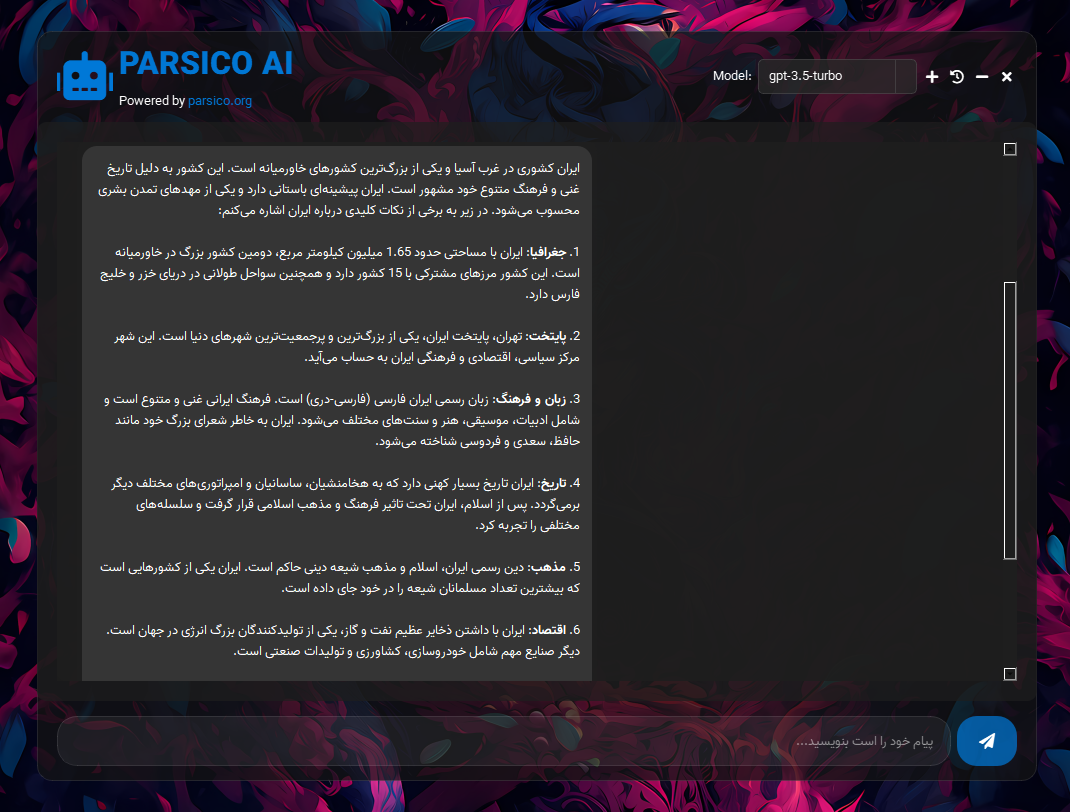 PARSICO AI
Powered by parsico.org
Model: gpt-3.5-turbo
ایران کشوری در غرب آسیا و یکی از بزرگ‌ترین کشورهای خاورمیانه است. این کشور به دلیل تاریخ
غنی و فرهنگ متنوع خود مشهور است. ایران پیشینه‌ای باستانی دارد و یکی از مهدهای تمدن بشری
محسوب می‌شود. در زیر به برخی از نکات کلیدی درباره ایران اشاره می‌کنم:
1. جغرافیا: ایران با مساحتی حدود 1.65 میلیون کیلومتر مربع، دومین کشور بزرگ در خاورمیانه
است. این کشور مرزهای مشترکی با 15 کشور دارد و همچنین سواحل طولانی در دریای خزر و خلیج
فارس دارد.
2. پایتخت: تهران، پایتخت ایران، یکی از بزرگ‌ترین و پرجمعیت‌ترین شهرهای دنیا است. این شهر
مرکز سیاسی، اقتصادی و فرهنگی ایران به حساب می‌آید.
3. زبان و فرهنگ: زبان رسمی ایران فارسی (فارسی-دری) است. فرهنگ ایرانی غنی و متنوع است و
شامل ادبیات، موسیقی، هنر و سنت‌های مختلف می‌شود. ایران به خاطر شعرای بزرگ خود مانند
حافظ، سعدی و فردوسی شناخته می‌شود.
4. تاریخ: ایران تاریخ بسیار کهنی دارد که به هخامنشیان، ساسانیان و امپراتوری‌های مختلف دیگر
برمی‌گردد. پس از اسلام، ایران تحت تاثیر فرهنگ و مذهب اسلامی قرار گرفت و سلسله‌های
مختلفی را تجربه کرد.
5. مذهب: دین رسمی ایران، اسلام و مذهب شیعه دینی حاکم است. ایران یکی از کشورهایی است
که بیشترین تعداد مسلمانان شیعه را در خود جای داده است.
6. اقتصاد: ایران با داشتن ذخایر عظیم نفت و گاز، یکی از تولیدکنندگان بزرگ انرژی در جهان است.
دیگر صنایع مهم شامل خودروسازی، کشاورزی و تولیدات صنعتی است.
پیام خود را است بنویسید...